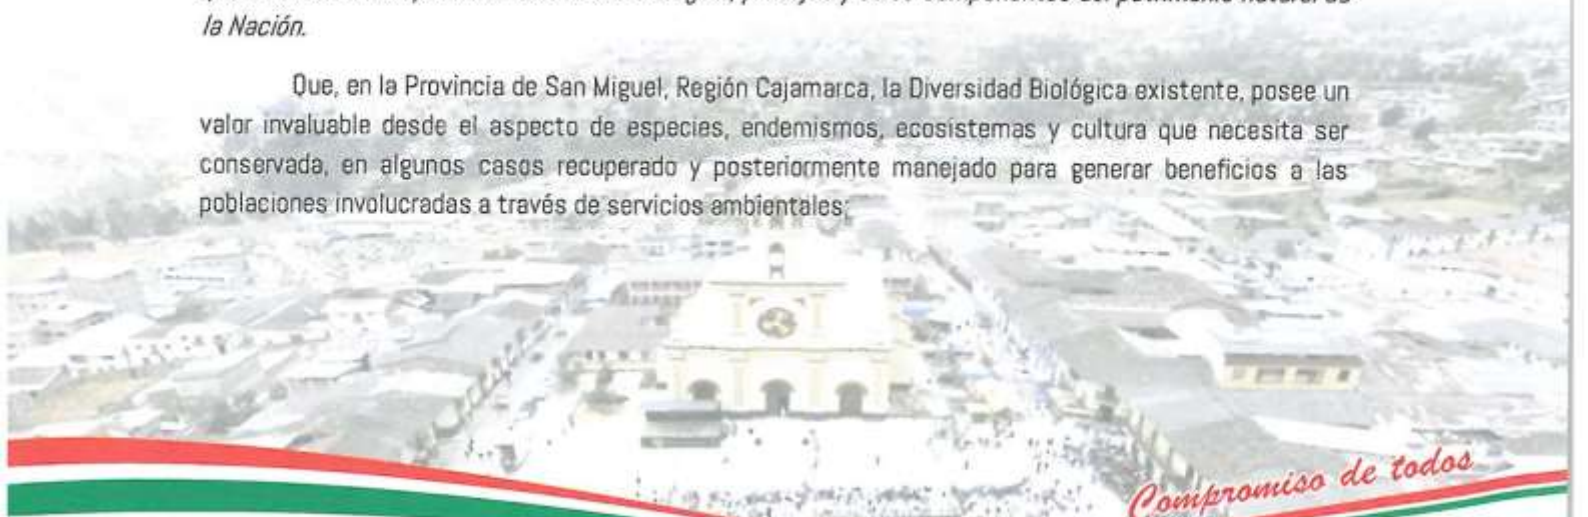 la Nación.
Que, en la Provincia de San Miguel, Región Cajamarca, la Diversidad Biológica existente, posee un
valor invaluable desde el aspecto de especies, endemismos, ecosistemas y cultura que necesita ser
conservada, en algunos casos recuperado y posteriormente manejado para generar beneficios a las
poblaciones involucradas a través de servicios ambientales;
Compromiso de todos